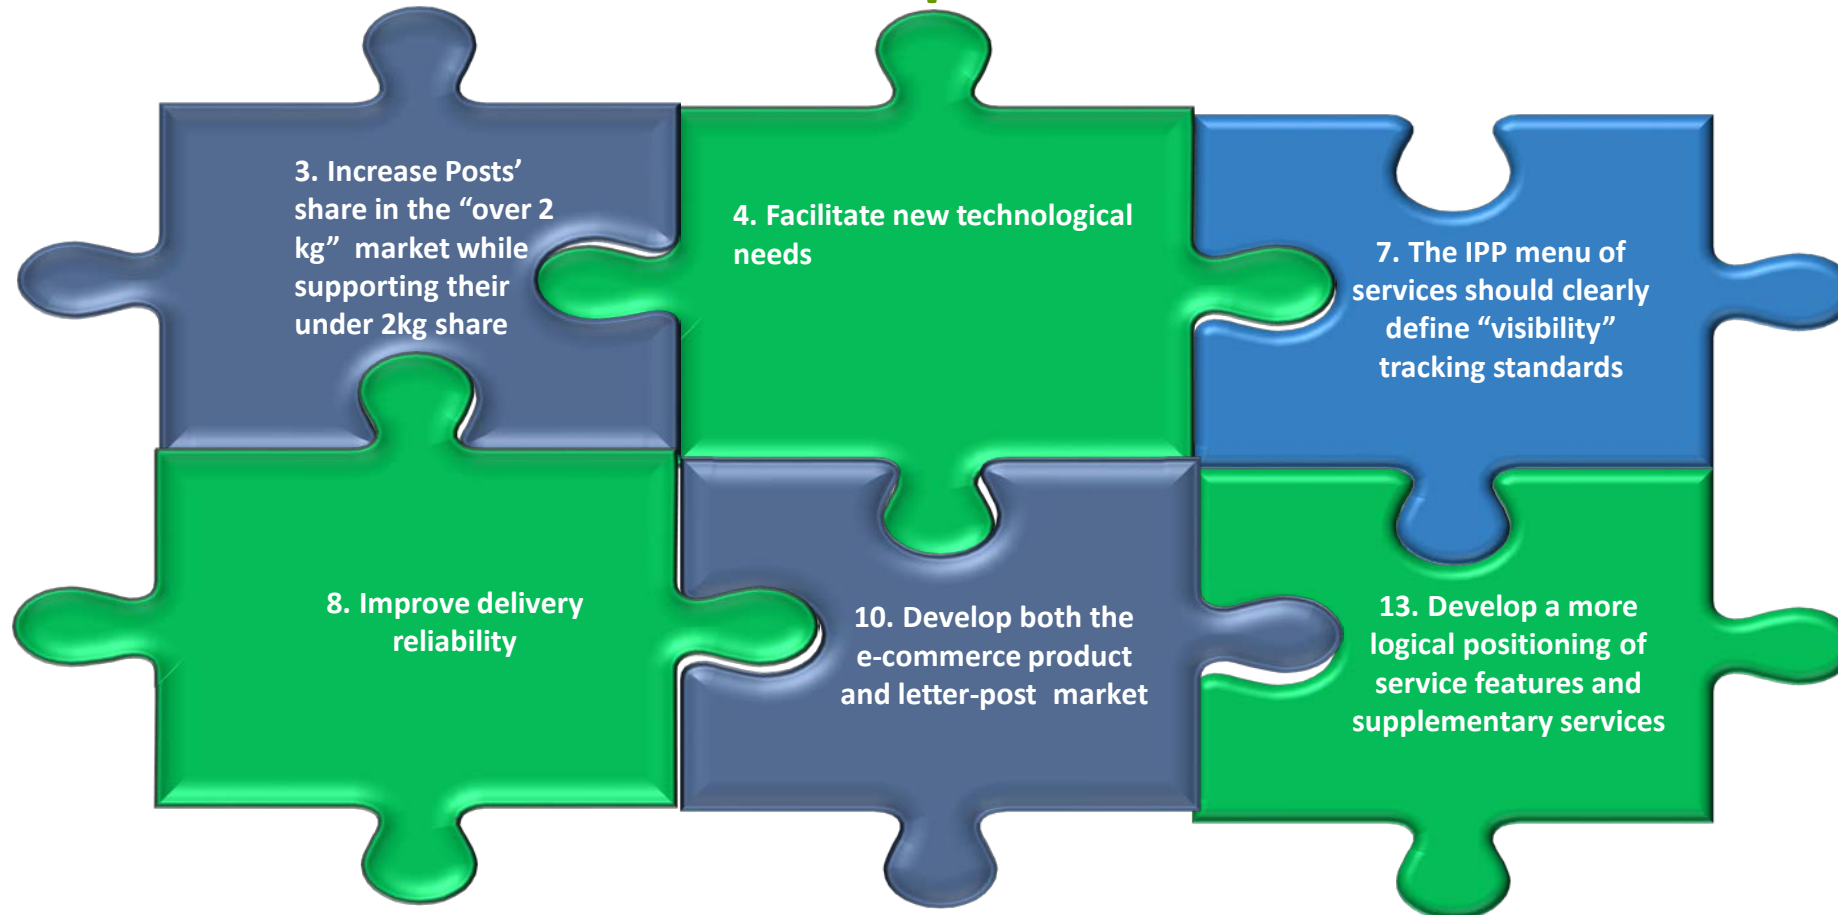 3. Increase Posts’
share in the “over 2
kg”  market while
supporting their
under 2kg share
4. Facilitate new technological
needs
7. The IPP menu of
services should clearly
define “visibility”
tracking standards
8. Improve delivery
reliability
10. Develop both the
e-commerce product
and letter-post  market
13. Develop a more
logical positioning of
service features and
supplementary services